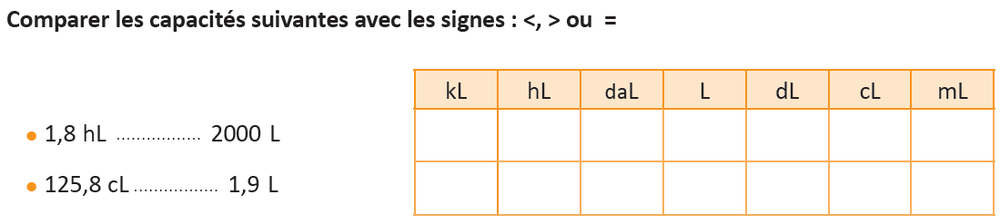 Comparer les capacités suivantes avec les signes : <, > ou =
kL hL daL L dL cL mL
• 1,8 hL ................. 2000 L
• 125,8 cL ................. 1,9 L